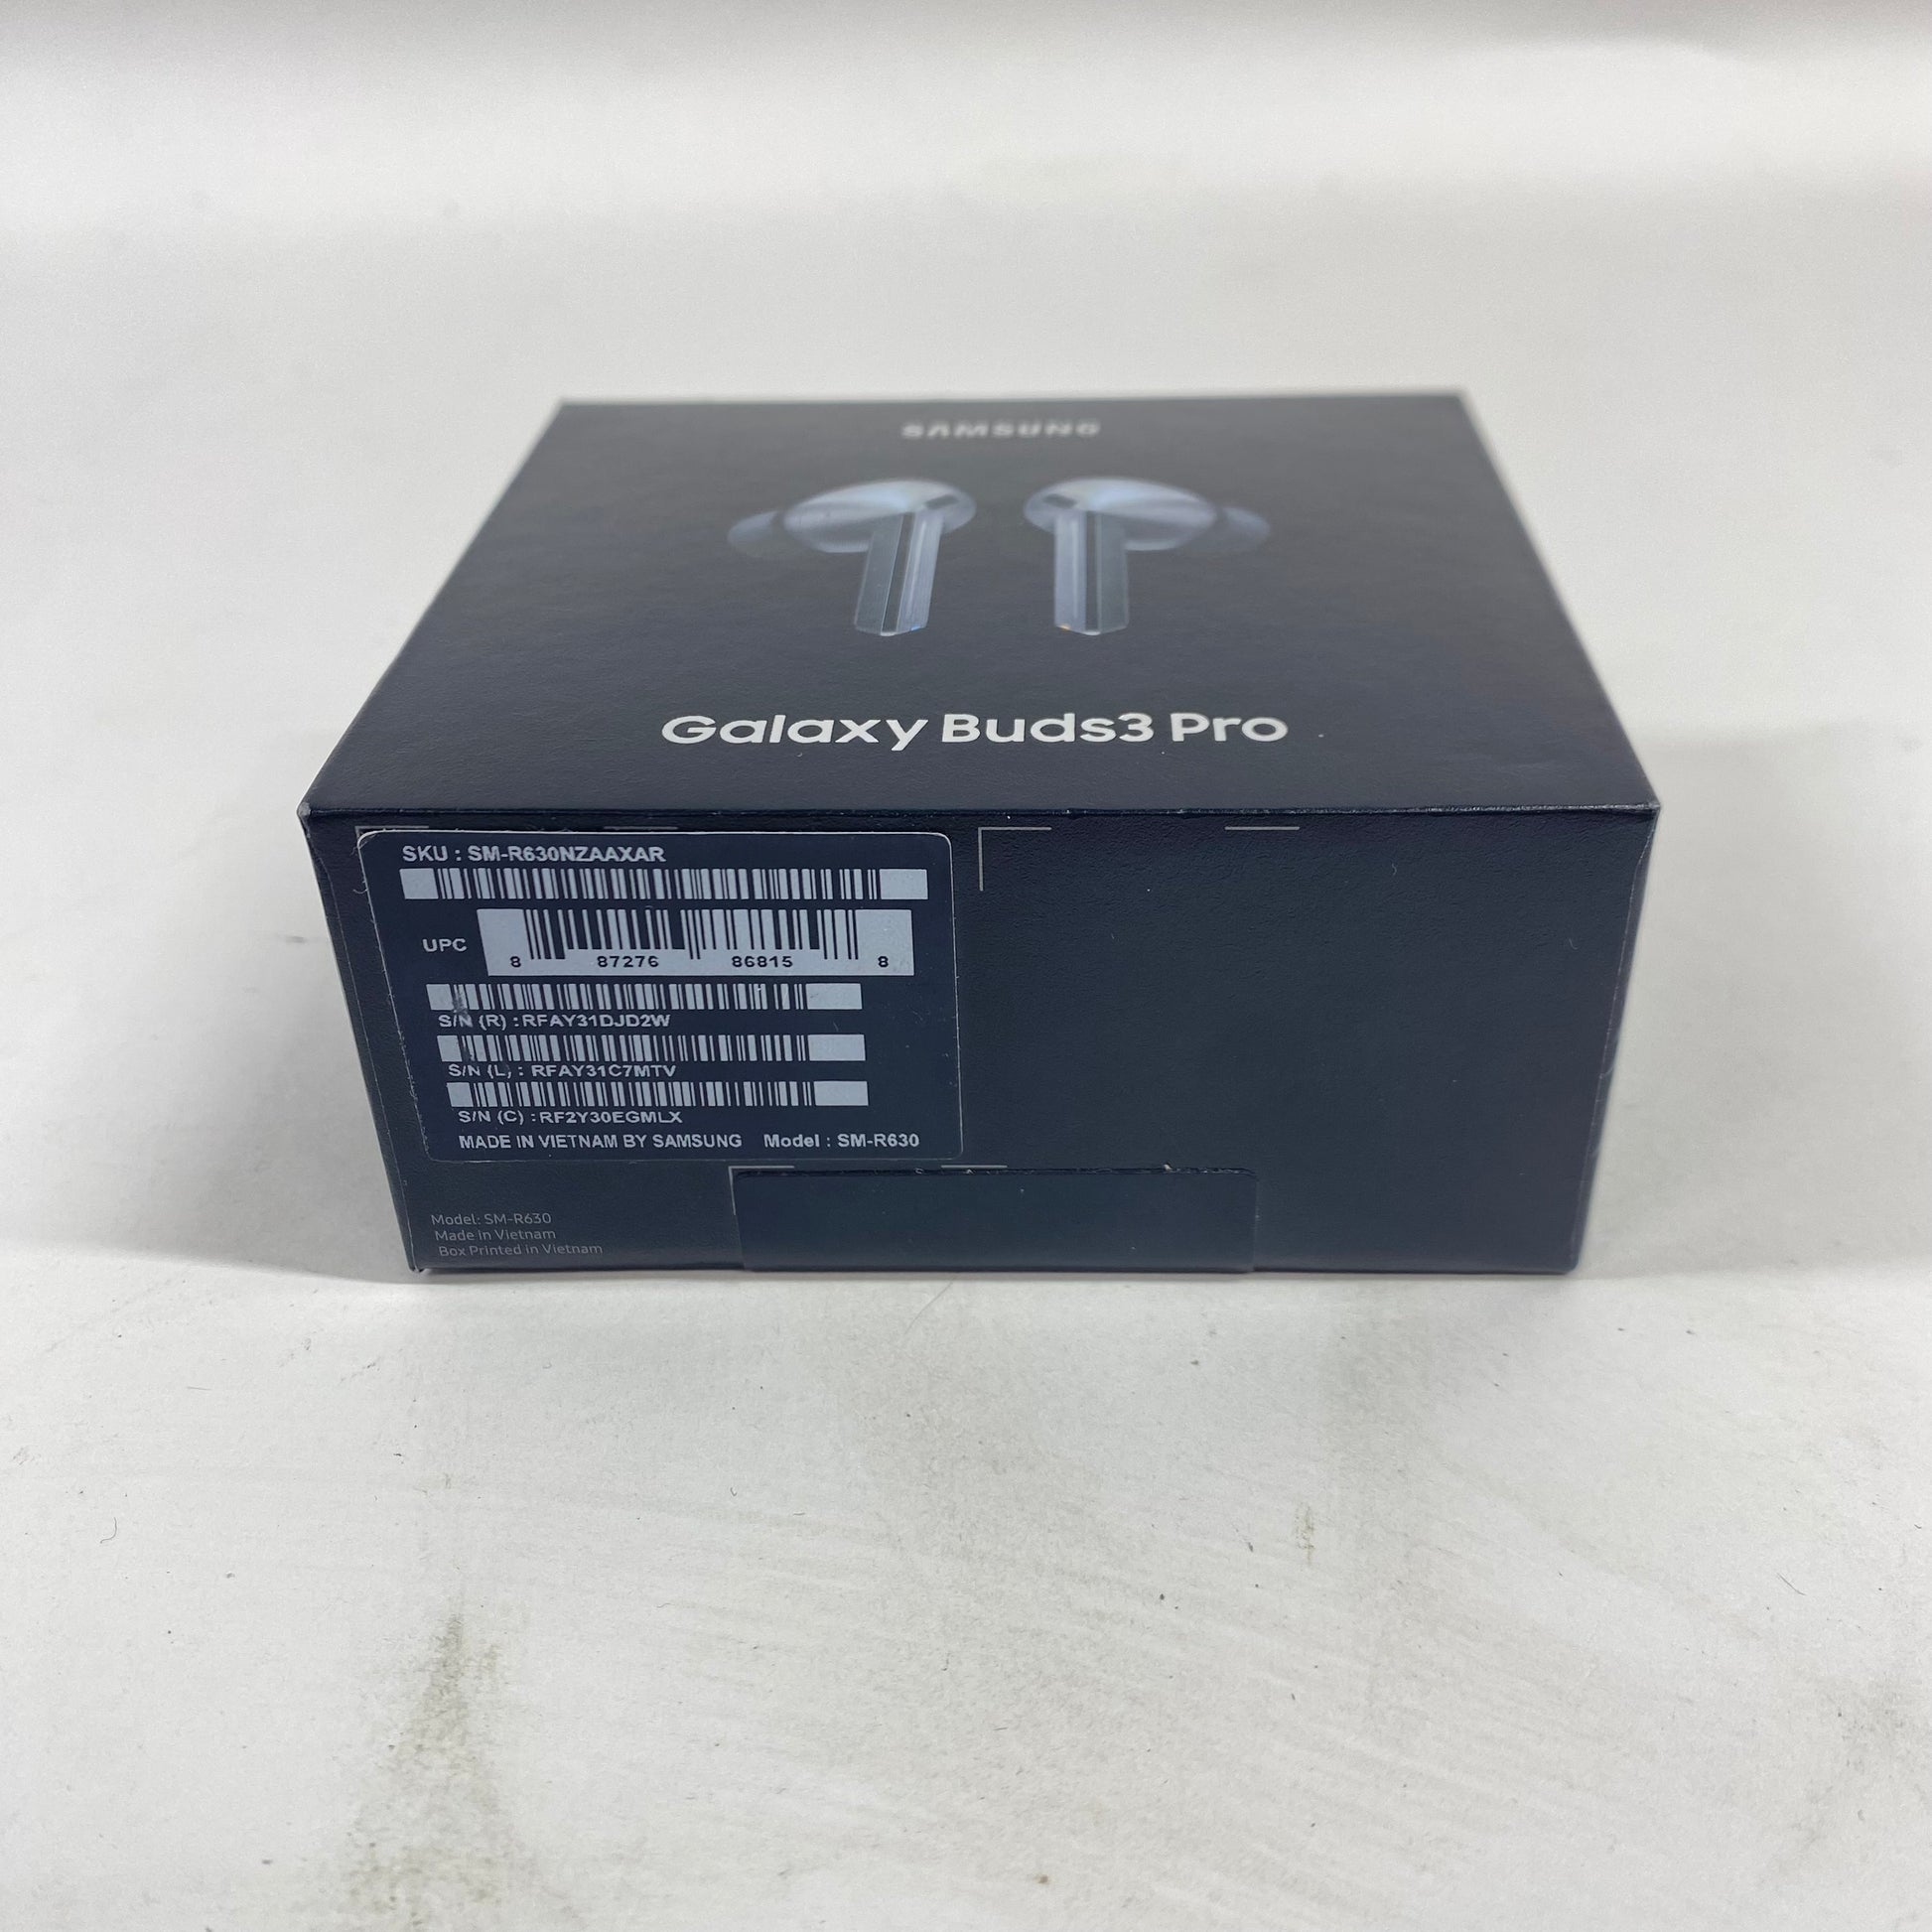 SAMSUNG
Galaxy Buds3 Pro
SKU : SM-R630NZAAXAR
UPC
8 87276 86815 8
S/N (R) : RFAY31DJD2W
S/N (L) : RFAY31C7MTV
S/N (C) : RF2Y30EGMLX
MADE IN VIETNAM BY SAMSUNG Model : SM-R630
Model: SM-R630
Made in Vietnam
Box Printed in Vietnam